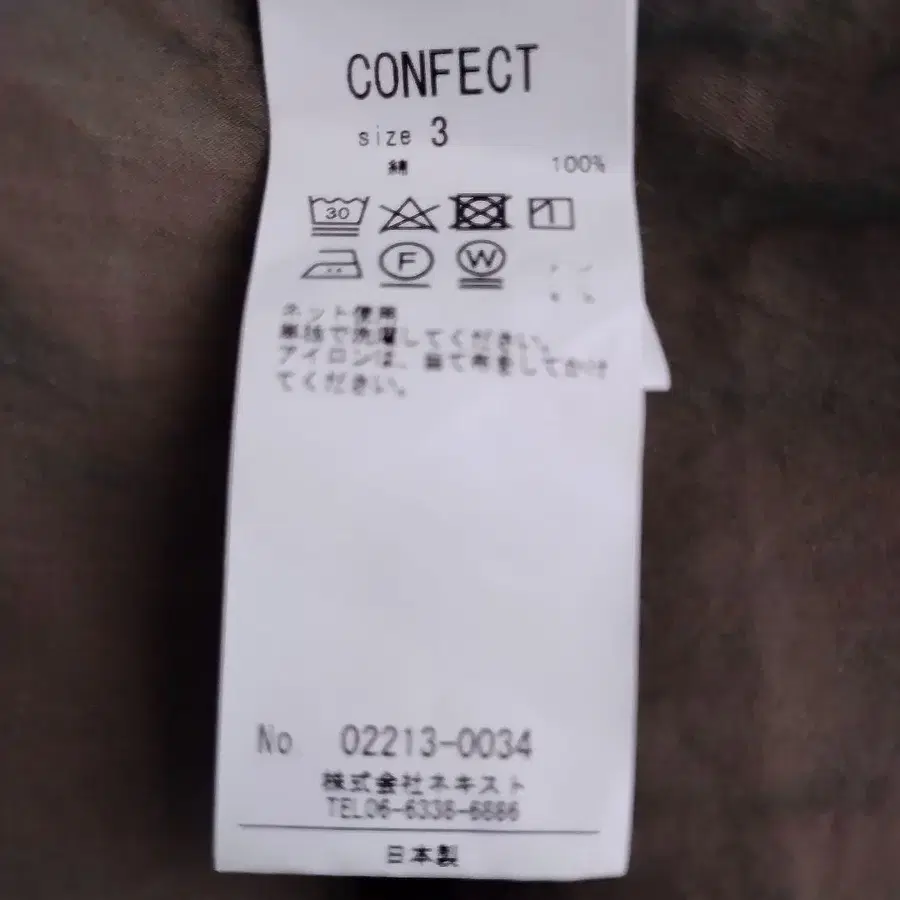 CONFECT
size 3
綿 100%
30
F W
ネット使用
単独で洗濯してください。
アイロンは、当て布をしてかけ
てください。
No 02213-0034
株式会社ネキスト
TEL06-6338-6886
日本製